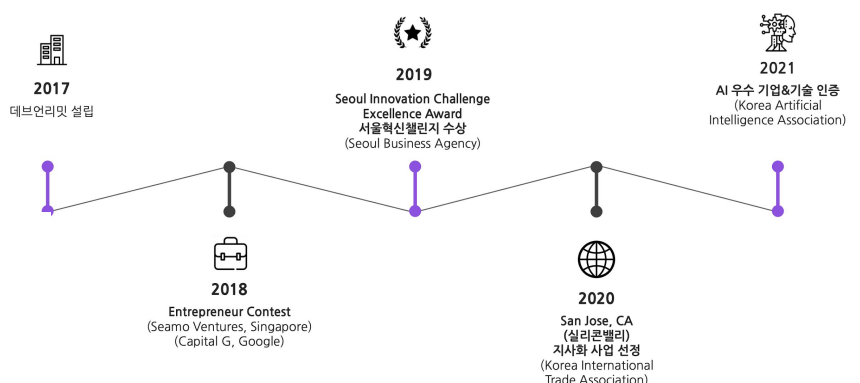 2017
데브언리밋 설립
2018
Entrepreneur Contest
(Seamo Ventures, Singapore)
(Capital G, Google)
2019
Seoul Innovation Challenge
Excellence Award
서울혁신챌린지 수상
(Seoul Business Agency)
2020
San Jose, CA
(실리콘밸리)
지사화 사업 선정
(Korea International
Trade Association)
2021
AI 우수 기업&기술 인증
(Korea Artificial
Intelligence Association)